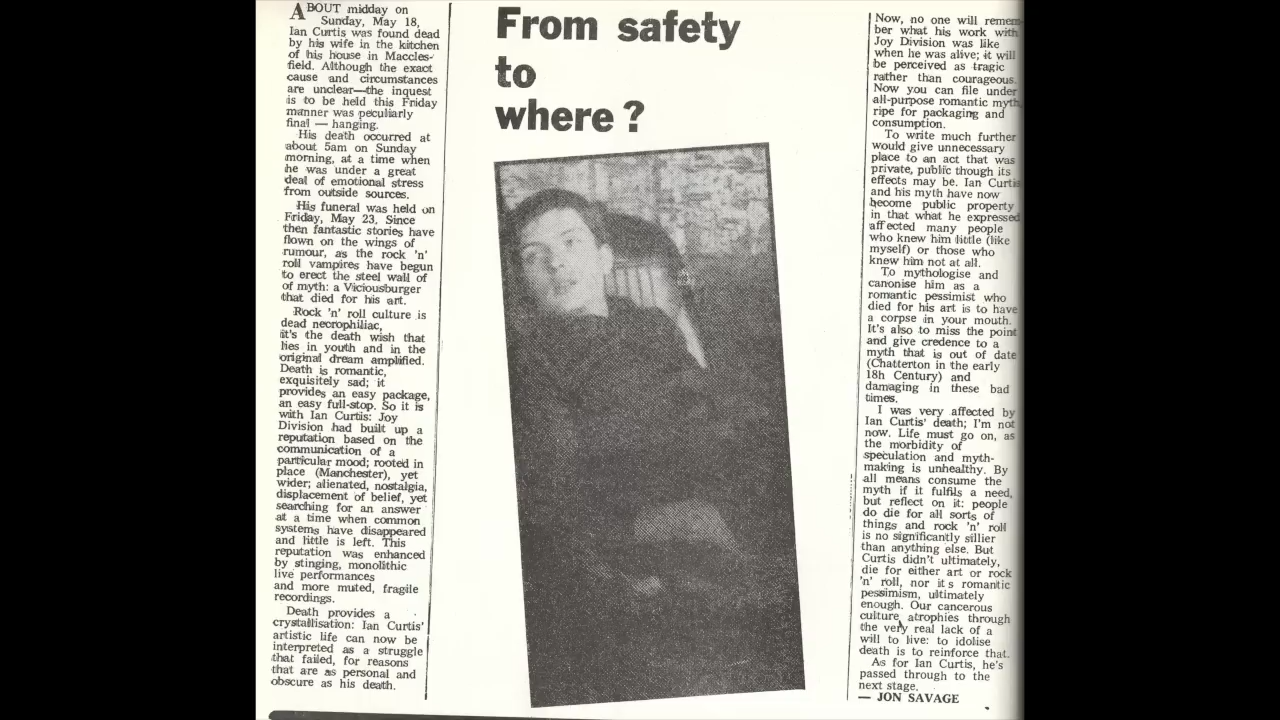 ABOUT midday on
Sunday, May 18,
Ian Curtis was found dead
by his wife in the kitchen
of his house in Maccles-
field. Although the exact
cause and circumstances
are unclear—the inquest
is to be held this Friday
manner was peculiarly
final — hanging.
His death occurred at
about 5am on Sunday
morning, at a time when
he was under a great
deal of emotional stress
from outside sources.
His funeral was held on
Friday, May 23. Since
then fantastic stories have
flown on the wings of
rumour, as the rock 'n'
roll vampires have begun
to erect the steel wall of
of myth: a Viciousburger
that died for his art.
Rock 'n' roll culture is
dead necrophiliac,
it's the death wish that
lies in youth and in the
original dream amplified.
Death is romantic,
exquisitely sad; it
provides an easy package,
an easy full-stop. So it is
with Ian Curtis: Joy
Division had built up a
reputation based on the
communication of a
particular mood; rooted in
place (Manchester), yet
wider; alienated, nostalgia,
displacement of belief, yet
searching for an answer
at a time when common
systems have disappeared
and little is left. This
reputation was enhanced
by stinging, monolithic
live performances
and more muted, fragile
recordings.
Death provides a
crystallisation: Ian Curtis'
artistic life can now be
interpreted as a struggle
that failed, for reasons
that are as personal and
obscure as his death.
From safety
to
where ?
Now, no one will remem-
ber what his work with
Joy Division was like
when he was alive; it will
be perceived as tragic
rather than courageous.
Now you can file under
all-purpose romantic myth,
ripe for packaging and
consumption.
To write much further
would give unnecessary
place to an act that was
private, public though its
effects may be. Ian Curtis
and his myth have now
become public property
in that what he expressed
affected many people
who knew him little (like
myself) or those who
knew him not at all.
To mythologise and
canonise him as a
romantic pessimist who
died for his art is to have
a corpse in your mouth.
It's also to miss the point
and give credence to a
myth that is out of date
(Chatterton in the early
18h Century) and
damaging in these bad
times.
I was very affected by
Ian Curtis' death; I'm not
now. Life must go on, as
the morbidity of
speculation and myth-
making is unhealthy. By
all means consume the
myth if it fulfils a need,
but reflect on it: people
do die for all sorts of
things and rock 'n' roll
is no significantly sillier
than anything else. But
Curtis didn't ultimately,
die for either art or rock
'n' roll, nor it s romantic
pessimism, ultimately
enough. Our cancerous
culture atrophies through
the very real lack of a
will to live: to idolise
death is to reinforce that.
As for Ian Curtis, he's
passed through to the
next stage.
— JON SAVAGE